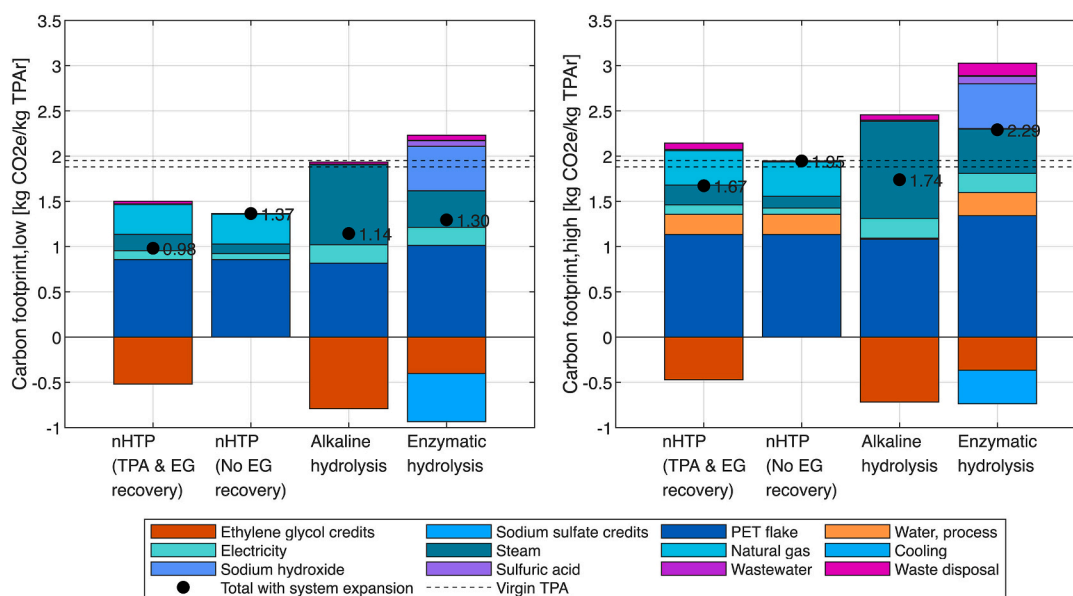 Carbon footprint,low [kg CO2e/kg TPAr]
3.5
3
2.5
2
1.5
1
0.5
0
-0.5
-1
0.98
1.37
1.14
1.30
nHTP
(TPA & EG
recovery)
nHTP
(No EG
recovery)
Alkaline
hydrolysis
Enzymatic
hydrolysis
Carbon footprint,high [kg CO2e/kg TPAr]
3.5
3
2.5
2
1.5
1
0.5
0
-0.5
-1
1.67
1.95
1.74
2.29
nHTP
(TPA & EG
recovery)
nHTP
(No EG
recovery)
Alkaline
hydrolysis
Enzymatic
hydrolysis
Ethylene glycol credits
Sodium sulfate credits
PET flake
Water, process
Electricity
Steam
Natural gas
Cooling
Sodium hydroxide
Sulfuric acid
Wastewater
Waste disposal
Total with system expansion
Virgin TPA